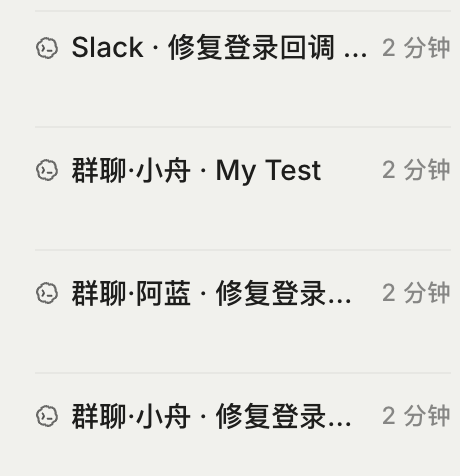 Slack · 修复登录回调 ... 2 分钟
群聊·小舟 · My Test 2 分钟
群聊·阿蓝 · 修复登录... 2 分钟
群聊·小舟 · 修复登录... 2 分钟